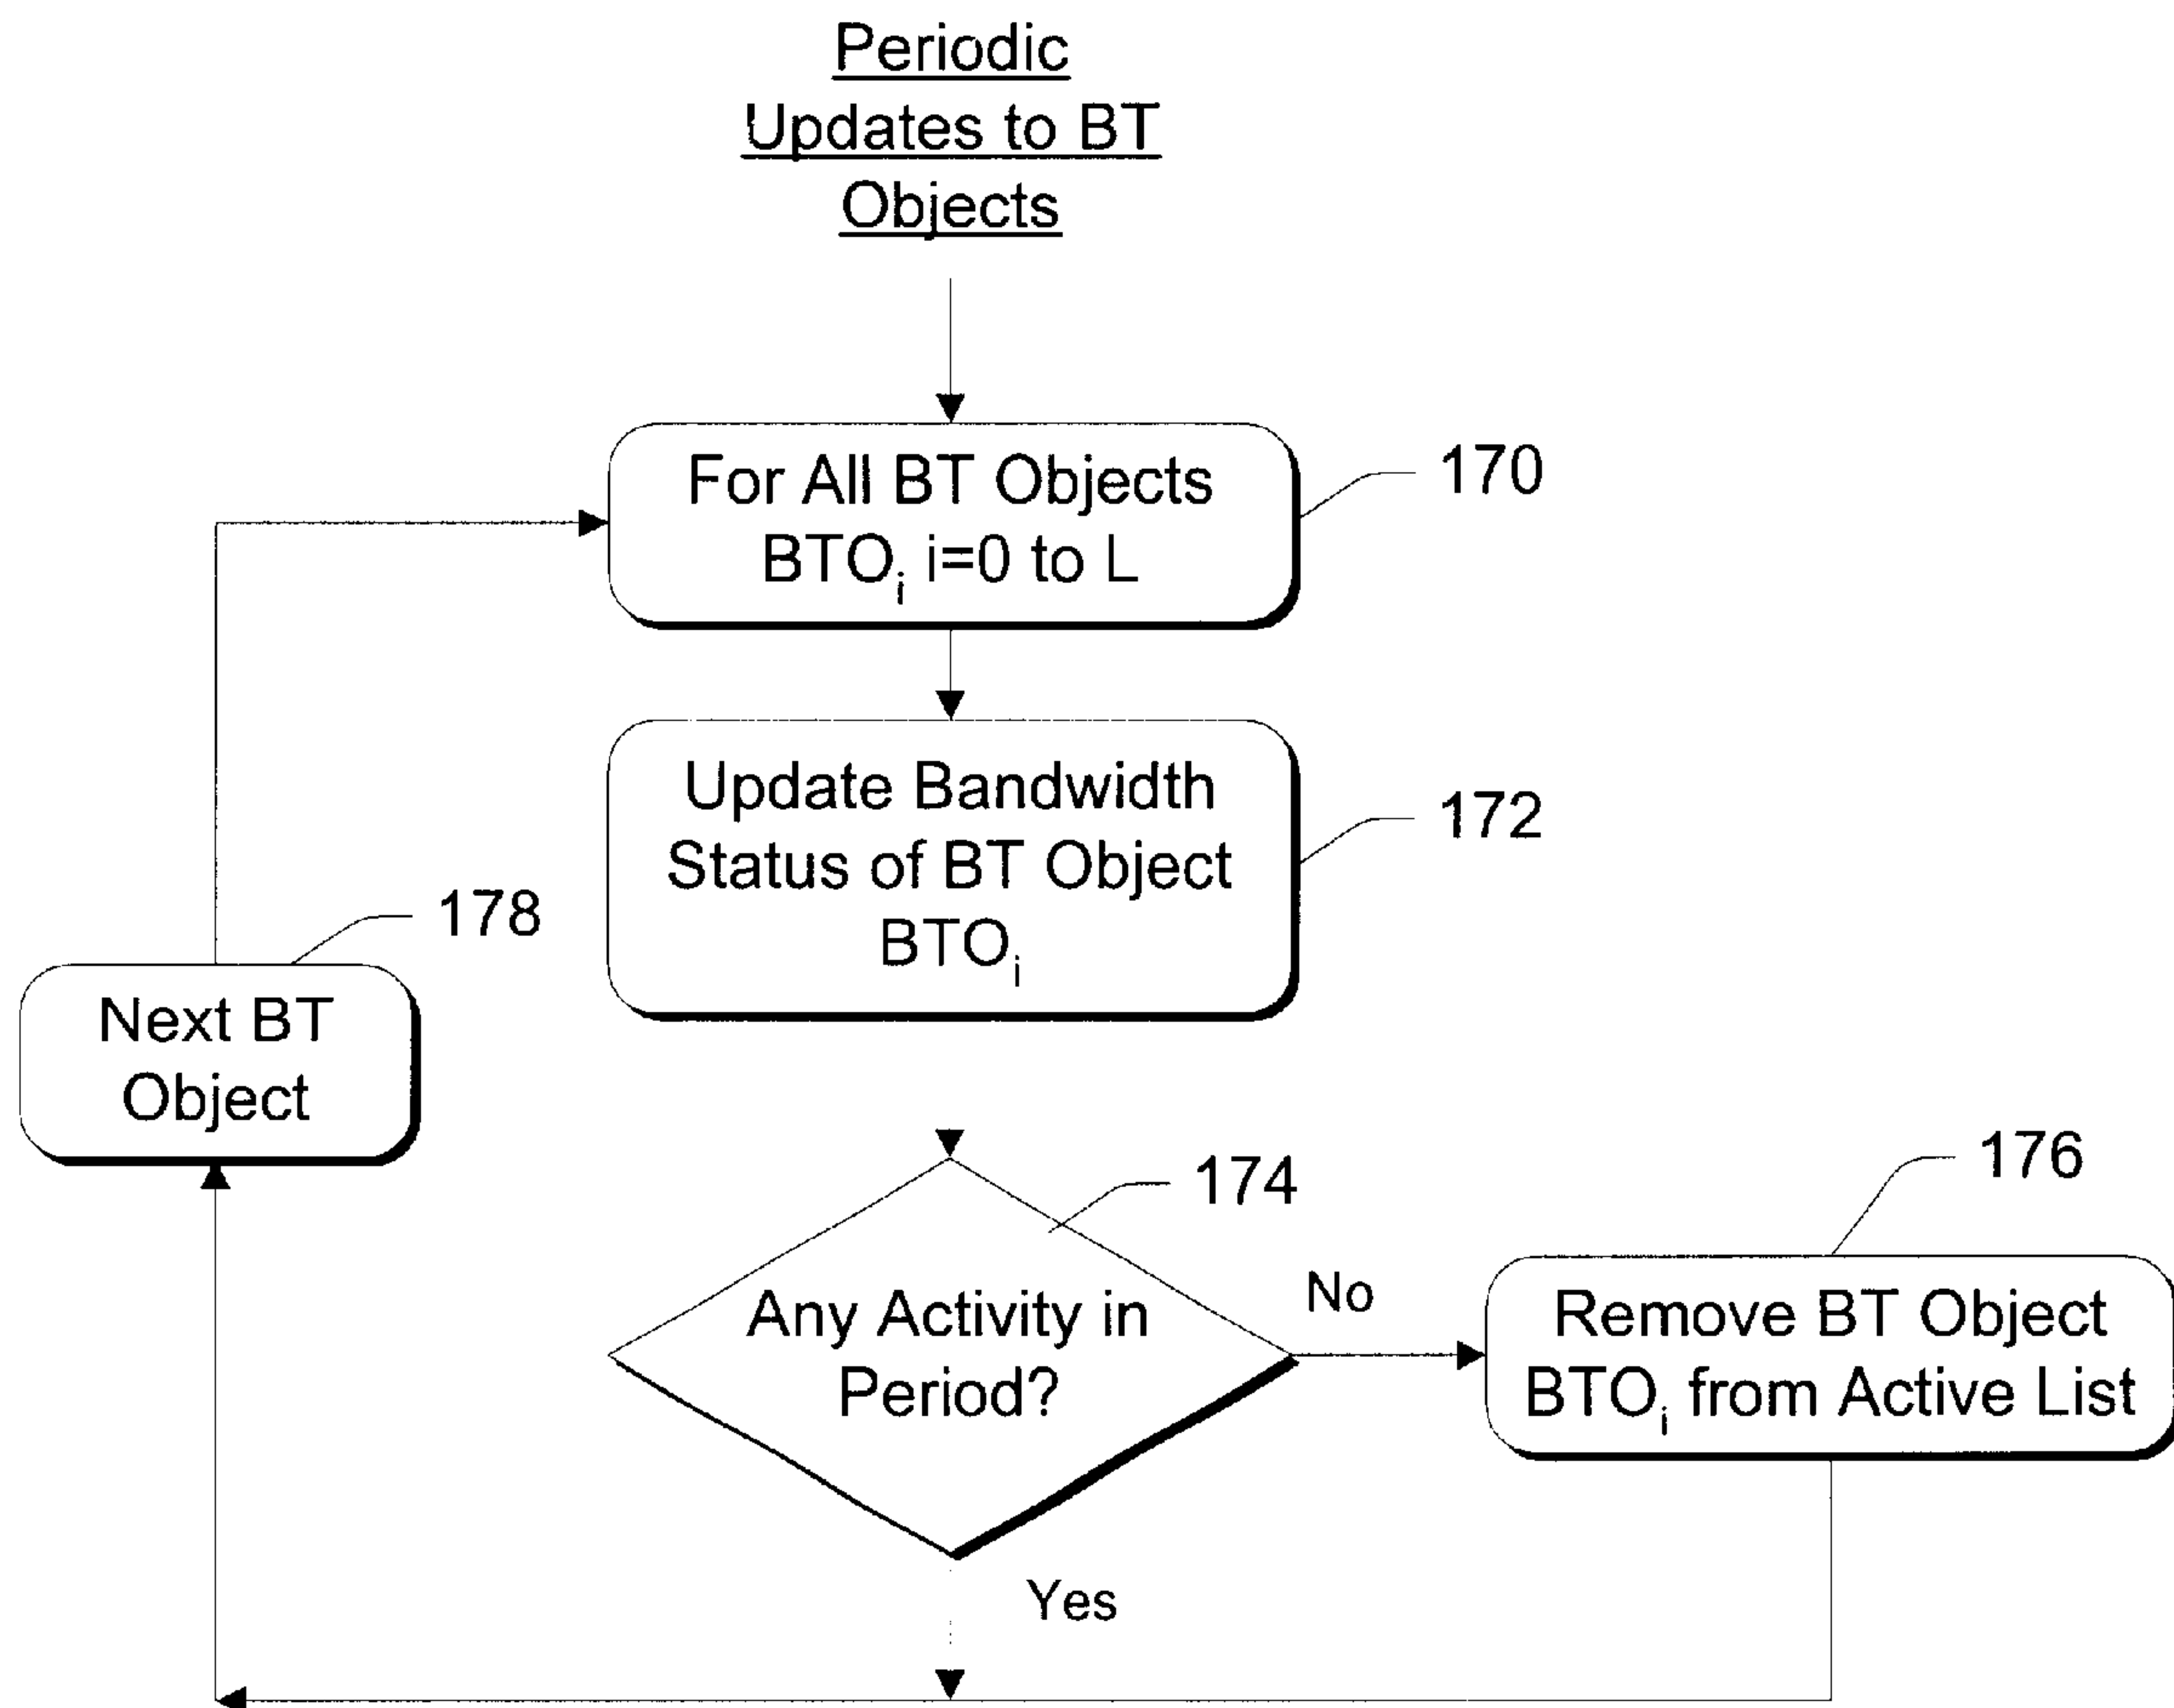 Periodic
Updates to BT
Objects
For All BT Objects
BTOi i=0 to L
170
Update Bandwidth
Status of BT Object
BTOi
172
178
Next BT
Object
174
Any Activity in
Period?
No
176
Remove BT Object
BTOi from Active List
Yes